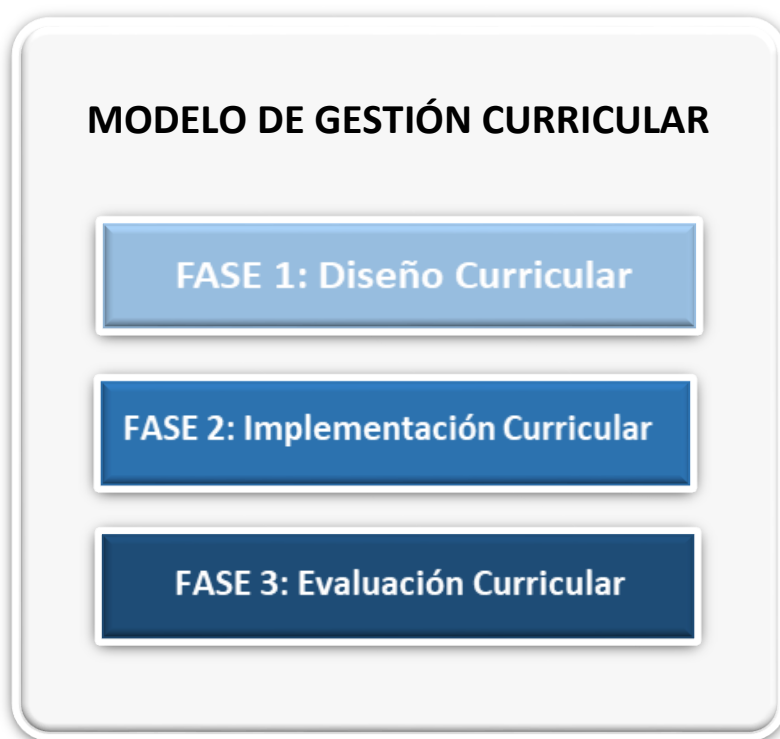 MODELO DE GESTIÓN CURRICULAR
FASE 1: Diseño Curricular
FASE 2: Implementación Curricular
FASE 3: Evaluación Curricular